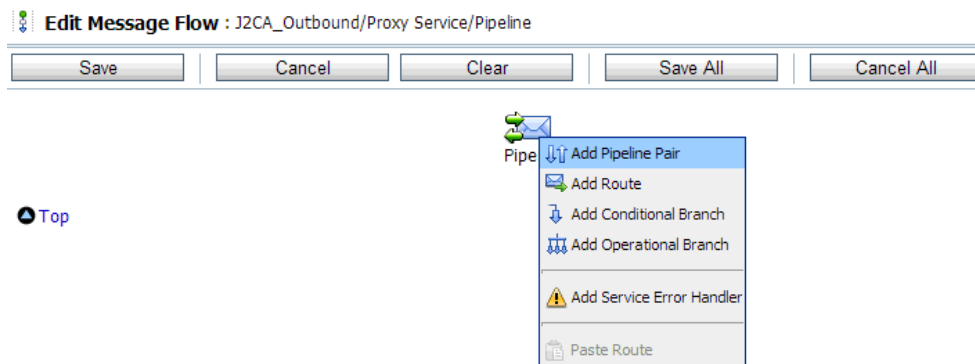 Edit Message Flow : J2CA_Outbound/Proxy Service/Pipeline
Save Cancel Clear Save All Cancel All
Pipe
Add Pipeline Pair
Add Route
Add Conditional Branch
Add Operational Branch
Add Service Error Handler
Paste Route
Top